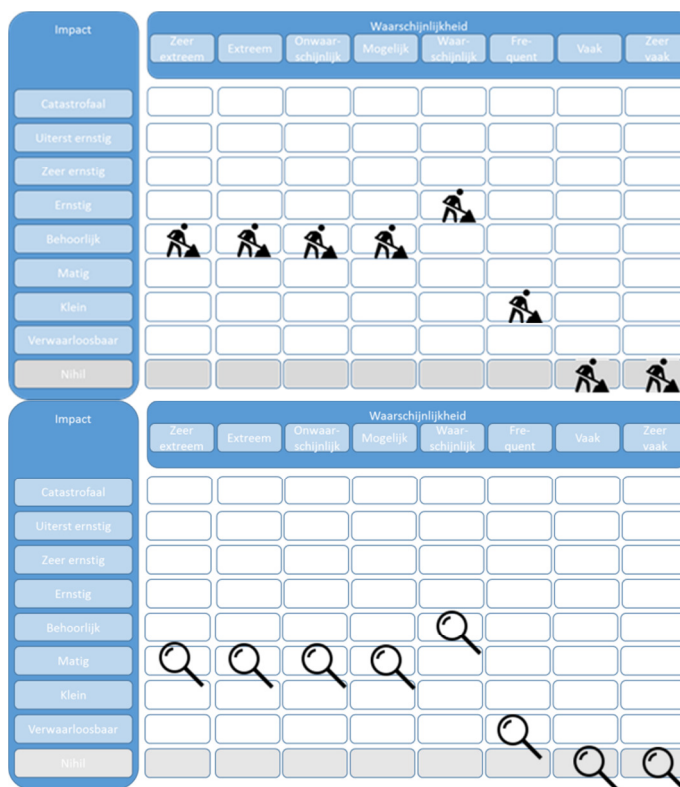 Impact
Waarschijnlijkheid
Zeer extreem
Extreem
Onwaar-schijnlijk
Mogelijk
Waar-schijnlijk
Fre-quent
Vaak
Zeer vaak
Catastrofaal
Uiterst ernstig
Zeer ernstig
Ernstig
Behoorlijk
Matig
Klein
Verwaarloosbaar
Nihil
Impact
Waarschijnlijkheid
Zeer extreem
Extreem
Onwaar-schijnlijk
Mogelijk
Waar-schijnlijk
Fre-quent
Vaak
Zeer vaak
Catastrofaal
Uiterst ernstig
Zeer ernstig
Ernstig
Behoorlijk
Matig
Klein
Verwaarloosbaar
Nihil